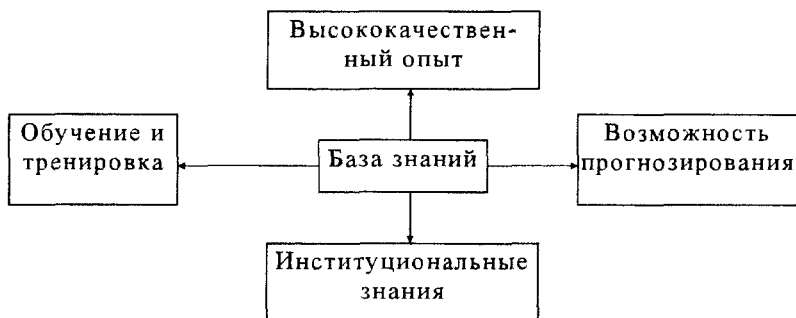 Высококачествен-
ный опыт
Обучение и
тренировка
База знаний
Возможность
прогнозирования
Институциональные
знания